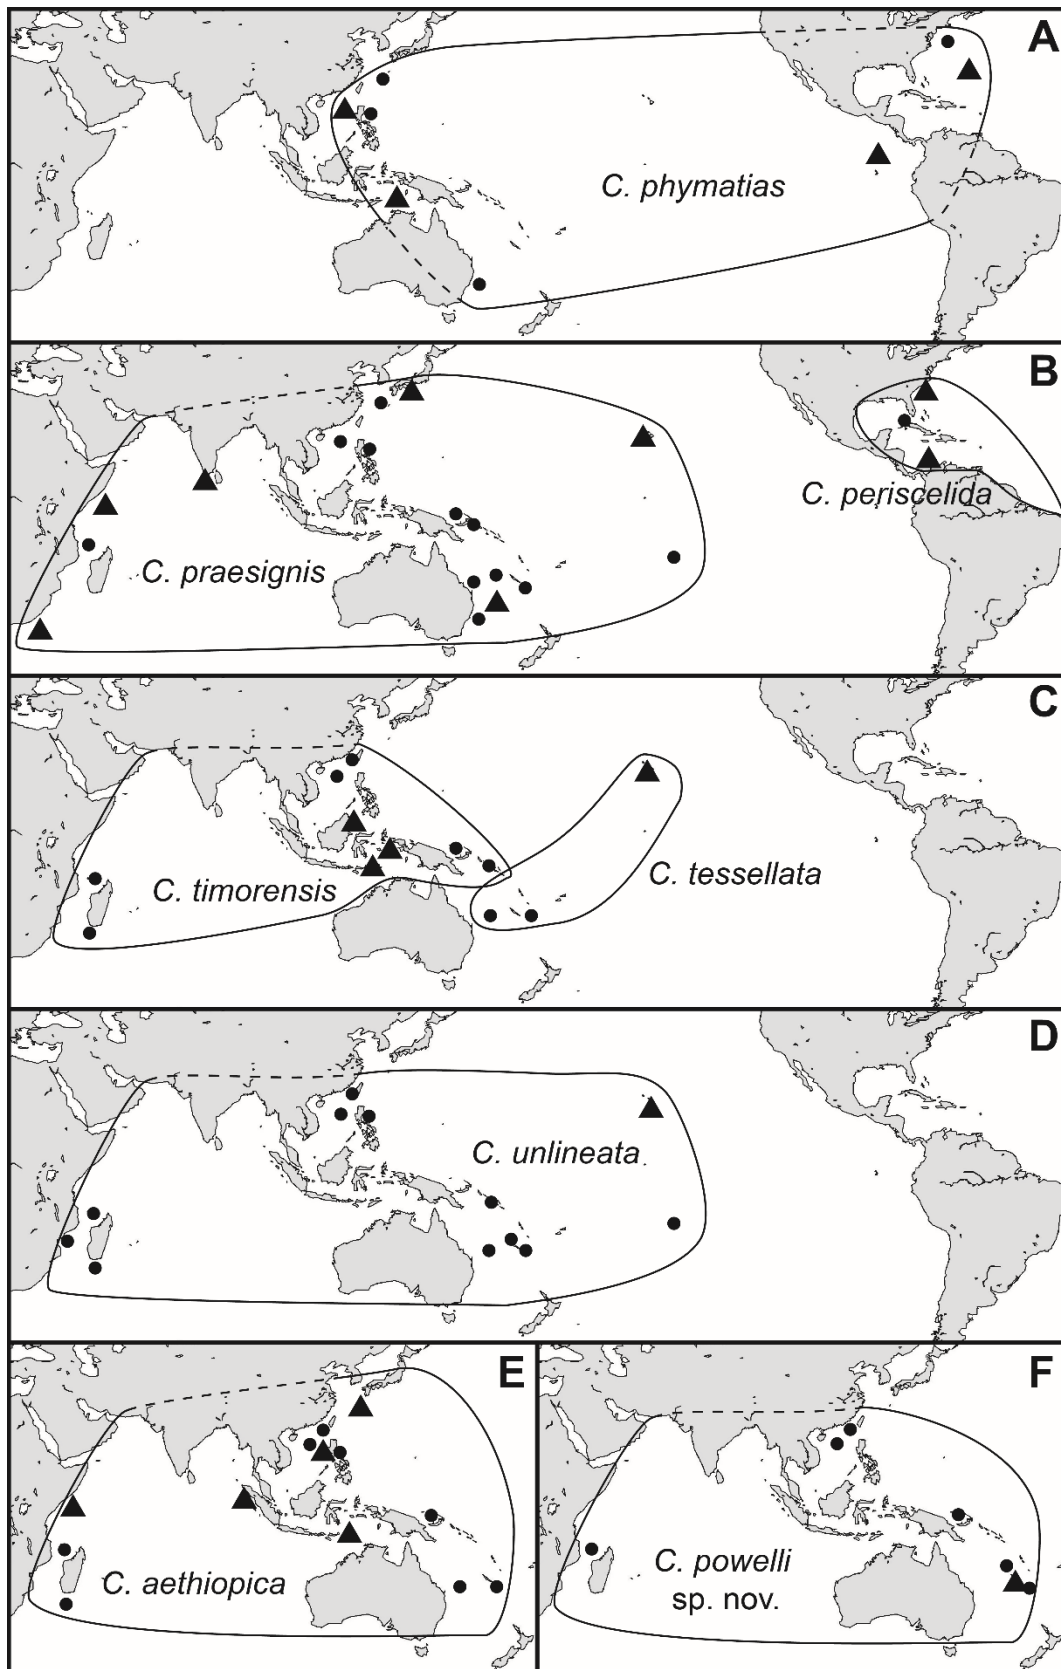 A
C. phymatias
B
C. periscelida
C. praesignis
C
C. timorensis
C. tessellata
D
C. unlineata
E
C. aethiopica
F
C. powelli
sp. nov.